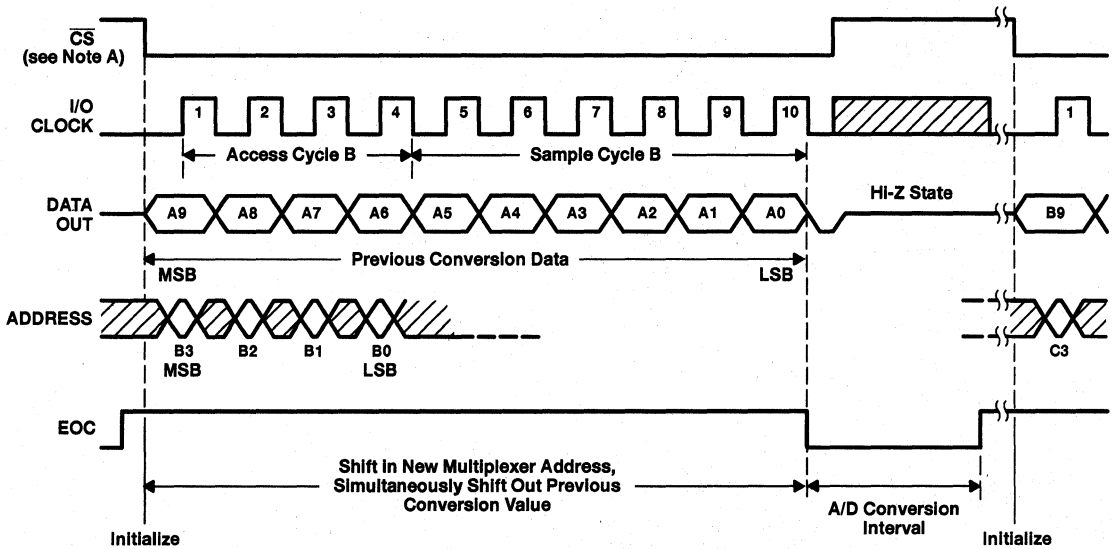 CS
(see Note A)
I/O
CLOCK
1 2 3 4 5 6 7 8 9 10 1
Access Cycle B
Sample Cycle B
DATA
OUT
A9 A8 A7 A6 A5 A4 A3 A2 A1 A0
Hi-Z State
B9
Previous Conversion Data
MSB
LSB
ADDRESS
B3 B2 B1 B0
MSB
LSB
C3
EOC
Shift in New Multiplexer Address,
Simultaneously Shift Out Previous
Conversion Value
A/D Conversion
Interval
Initialize
Initialize